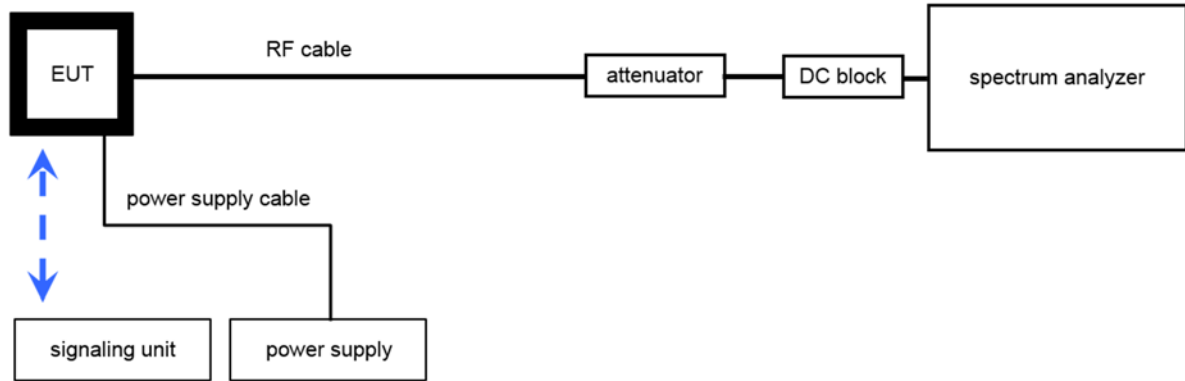 EUT
RF cable
attenuator
DC block
spectrum analyzer
power supply cable
signaling unit
power supply